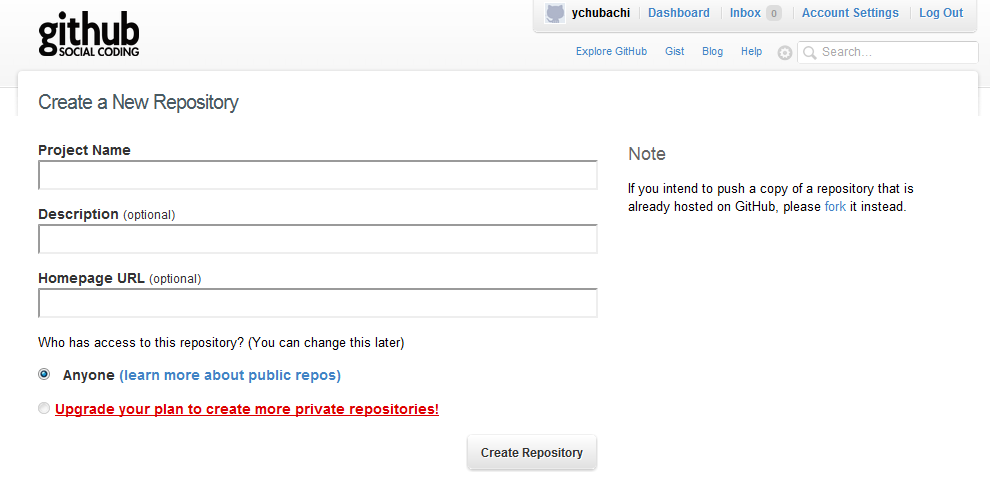 github
SOCIAL CODING
ychubachi Dashboard Inbox 0 Account Settings Log Out
Explore GitHub Gist Blog Help Search...
Create a New Repository
Project Name
Description (optional)
Homepage URL (optional)
Who has access to this repository? (You can change this later)
Anyone (learn more about public repos)
Upgrade your plan to create more private repositories!
Create Repository
Note
If you intend to push a copy of a repository that is
already hosted on GitHub, please fork it instead.